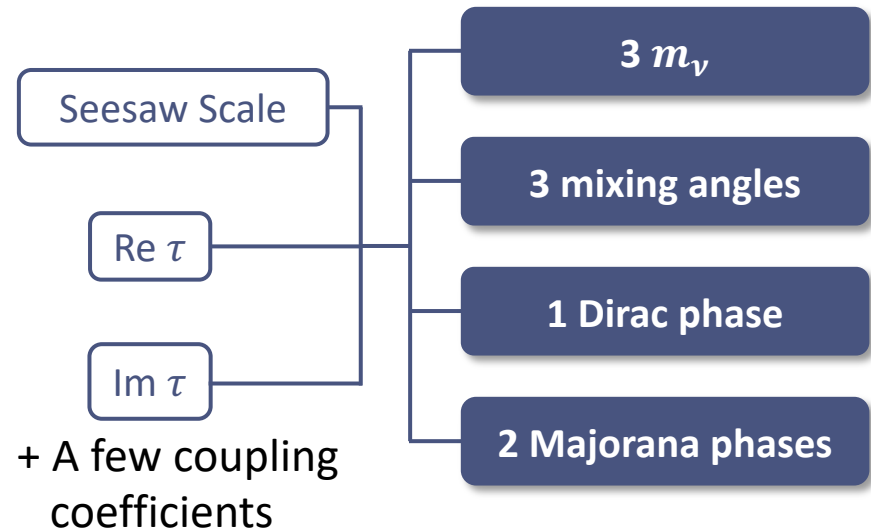 Seesaw Scale
Re τ
Im τ
+ A few coupling
coefficients
3 m_ν
3 mixing angles
1 Dirac phase
2 Majorana phases